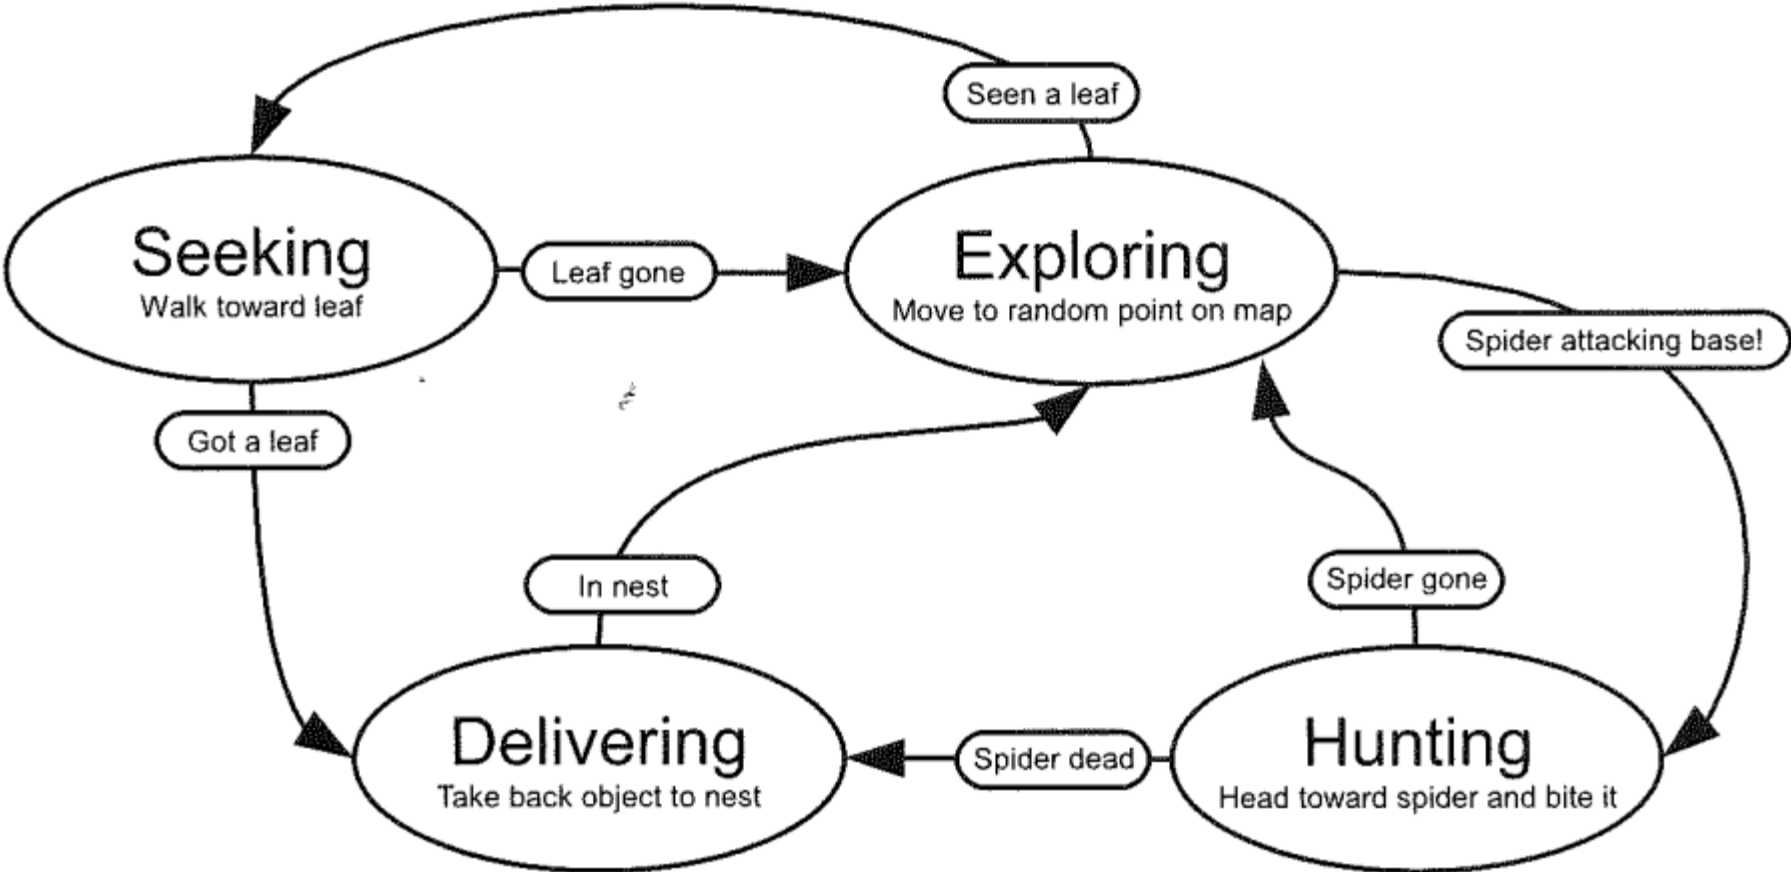 Seen a leaf
Seeking
Walk toward leaf
Leaf gone
Exploring
Move to random point on map
Spider attacking base!
Got a leaf
In nest
Spider gone
Delivering
Take back object to nest
Spider dead
Hunting
Head toward spider and bite it